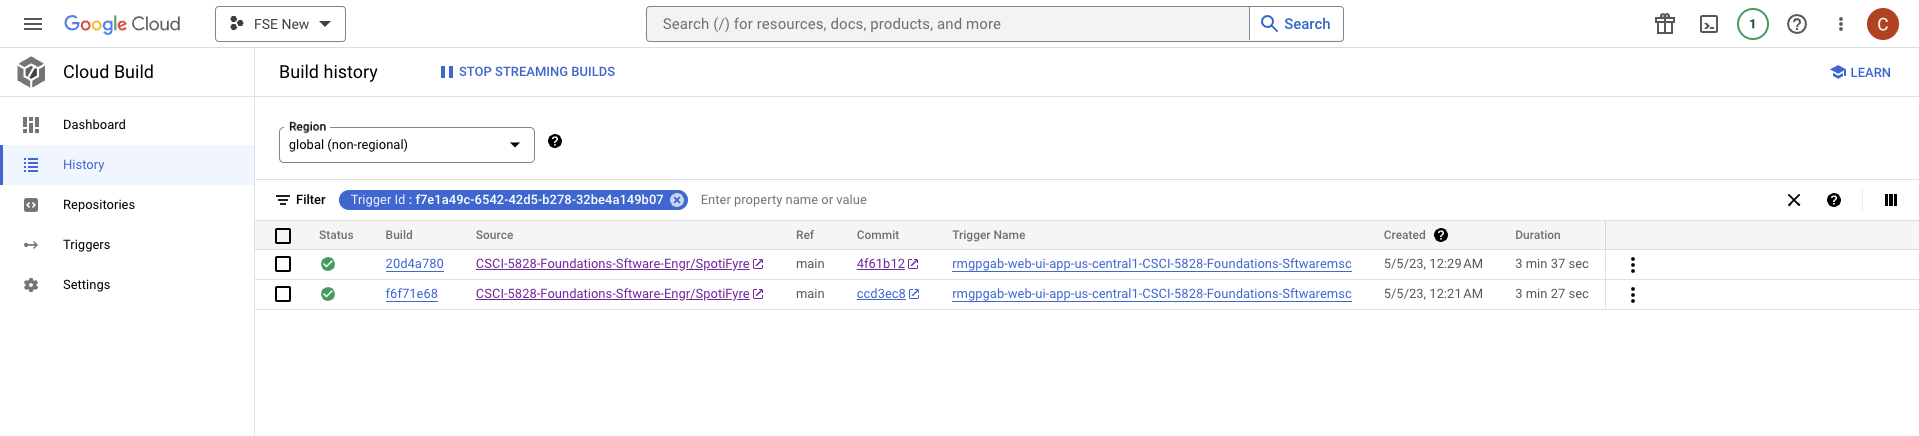 Google Cloud
FSE New
Search (/) for resources, docs, products, and more
Search
1
C
Cloud Build
Build history
STOP STREAMING BUILDS
LEARN
Dashboard
History
Repositories
Triggers
Settings
Region
global (non-regional)
Filter
Trigger Id : f7e1a49c-6542-42d5-b278-32be4a149b07
Enter property name or value
Status Build Source Ref Commit Trigger Name Created Duration
20d4a780 CSCI-5828-Foundations-Sftware-Engr/SpotiFyre main 4f61b12 rmgpgab-web-ui-app-us-central1-CSCI-5828-Foundations-Sftwaremsc 5/5/23, 12:29 AM 3 min 37 sec
f6f71e68 CSCI-5828-Foundations-Sftware-Engr/SpotiFyre main ccd3ec8 rmgpgab-web-ui-app-us-central1-CSCI-5828-Foundations-Sftwaremsc 5/5/23, 12:21 AM 3 min 27 sec